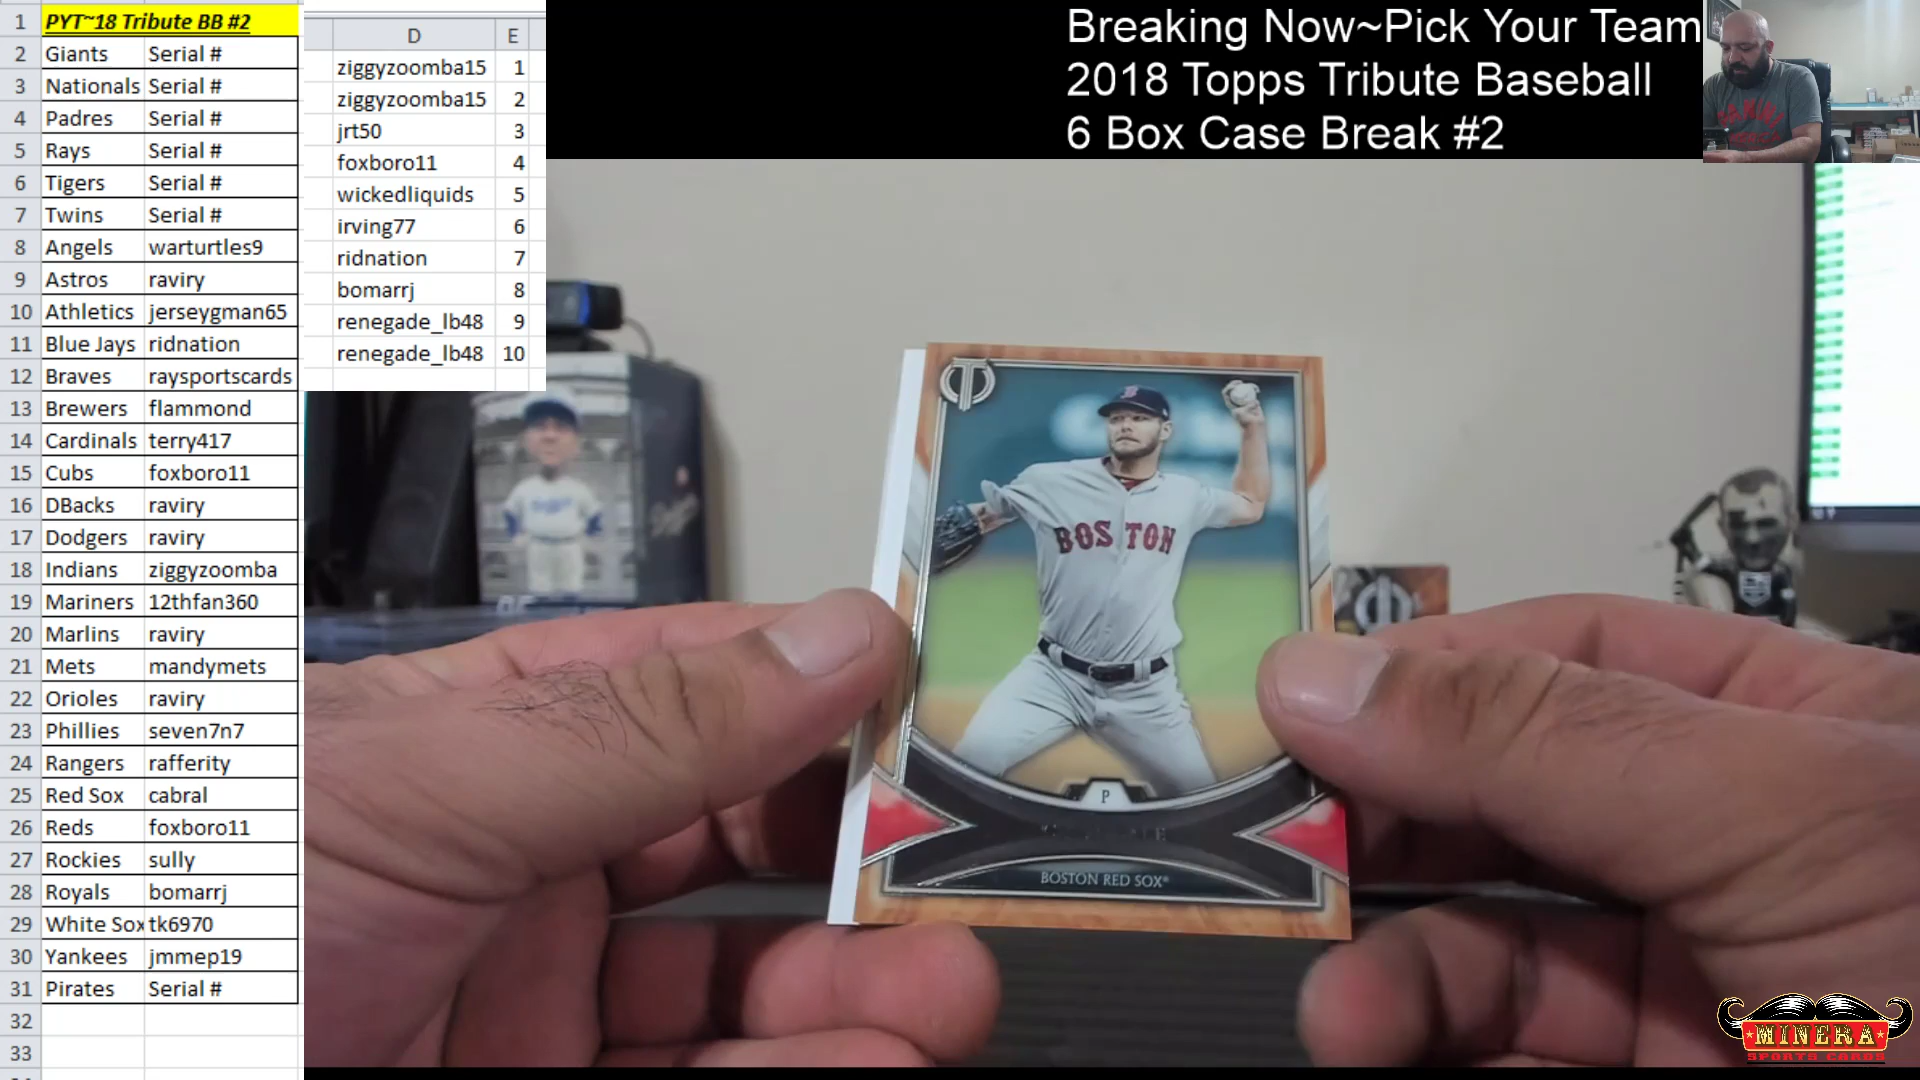 1 PYT~18 Tribute BB #2
2 Giants Serial #
3 Nationals Serial #
4 Padres Serial #
5 Rays Serial #
6 Tigers Serial #
7 Twins Serial #
8 Angels warturtles9
9 Astros raviry
10 Athletics jerseygman65
11 Blue Jays ridnation
12 Braves raysportscards
13 Brewers flammond
14 Cardinals terry417
15 Cubs foxboro11
16 DBacks raviry
17 Dodgers raviry
18 Indians ziggyzoomba
19 Mariners 12thfan360
20 Marlins raviry
21 Mets mandymets
22 Orioles raviry
23 Phillies seven7n7
24 Rangers rafferity
25 Red Sox cabral
26 Reds foxboro11
27 Rockies sully
28 Royals bomarrj
29 White Sox tk6970
30 Yankees jmmep19
31 Pirates Serial #
32
33
D E
ziggyzoomba15 1
ziggyzoomba15 2
jrt50 3
foxboro11 4
wickedliquids 5
irving77 6
ridnation 7
bomarrj 8
renegade_lb48 9
renegade_lb48 10
Breaking Now~Pick Your Team
2018 Topps Tribute Baseball
6 Box Case Break #2
T
B
BOSTON
P
BOSTON RED SOX®
MINERA
SPORTS CARDS